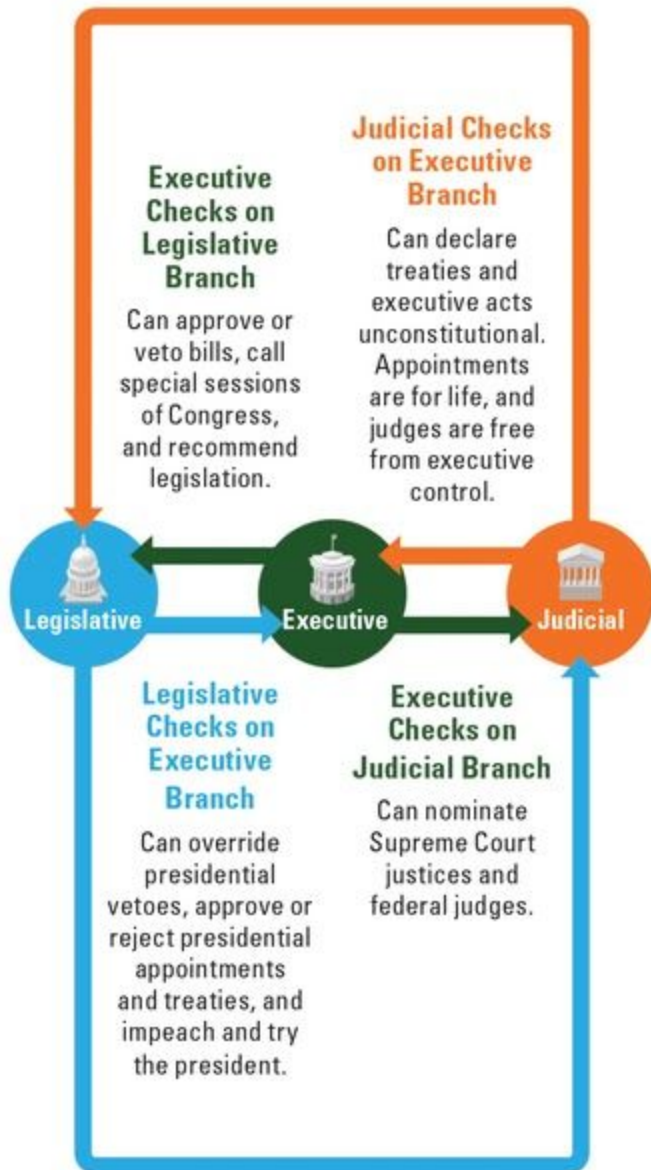 Executive
Checks on
Legislative
Branch
Can approve or
veto bills, call
special sessions
of Congress,
and recommend
legislation.
Judicial Checks
on Executive
Branch
Can declare
treaties and
executive acts
unconstitutional.
Appointments
are for life, and
judges are free
from executive
control.
Legislative
Executive
Judicial
Legislative
Checks on
Executive
Branch
Can override
presidential
vetoes, approve or
reject presidential
appointments
and treaties, and
impeach and try
the president.
Executive
Checks on
Judicial Branch
Can nominate
Supreme Court
justices and
federal judges.